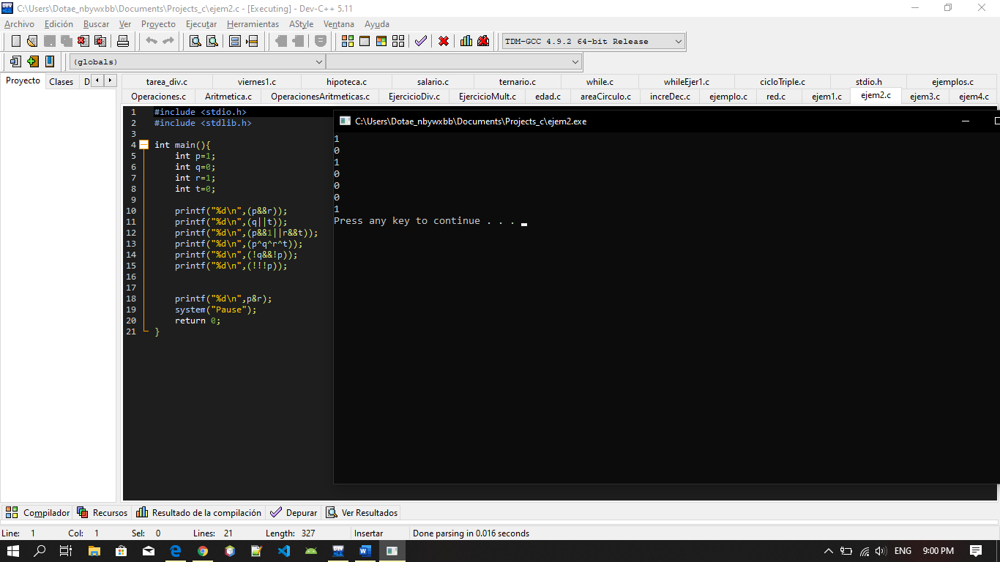 C:\Users\Dotae_nbywxbb\Documents\Projects_c\ejem2.c - [Executing] - Dev-C++ 5.11
Archivo Edición Buscar Ver Proyecto Ejecutar Herramientas AStyle Ventana Ayuda
TDM-GCC 4.9.2 64-bit Release
(globals)
Proyecto Clases D
tarea_div.c viernes1.c hipoteca.c salario.c ternario.c while.c whileEjer1.c cicloTriple.c stdio.h ejemplos.c
Operaciones.c Aritmetica.c OperacionesAritmeticas.c EjercicioDiv.c EjercicioMult.c edad.c areaCirculo.c increDec.c ejemplo.c red.c ejem1.c ejem2.c ejem3.c ejem4.c
1 #include <stdio.h>
2 #include <stdlib.h>
3
4 int main(){
5 int p=1;
6 int q=0;
7 int r=1;
8 int t=0;
9
10 printf("%d\n",(p&&r));
11 printf("%d\n",(q||t));
12 printf("%d\n",(p&&1||r&&t));
13 printf("%d\n",(p^q^r^t));
14 printf("%d\n",(!q&&!p));
15 printf("%d\n",(!!!p));
16
17
18 printf("%d\n",p&r);
19 system("Pause");
20 return 0;
21 }
C:\Users\Dotae_nbywxbb\Documents\Projects_c\ejem2.exe
1
0
1
0
0
0
1
Press any key to continue . . .
Compilador Recursos Resultado de la compilación Depurar Ver Resultados
Line: 1 Col: 1 Sel: 0 Lines: 21 Length: 327 Insertar Done parsing in 0.016 seconds
ENG 9:00 PM